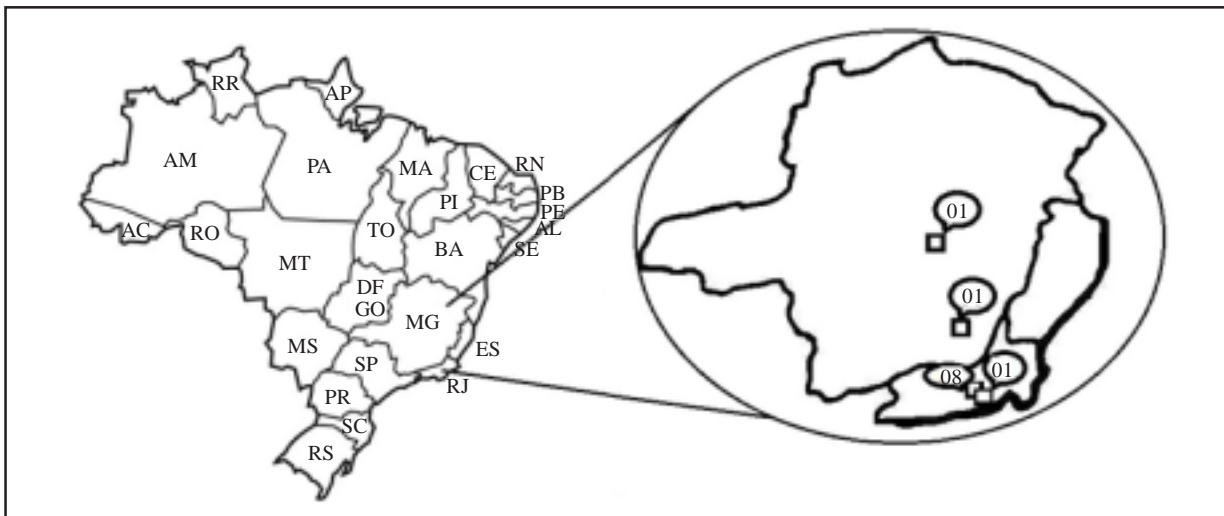 RR
AP
AM
PA
MA
CE
RN
PB
PI
PE
AL
AC
RO
TO
SE
MT
BA
DF
GO
MG
MS
ES
SP
RJ
PR
SC
RS
01
01
08
01